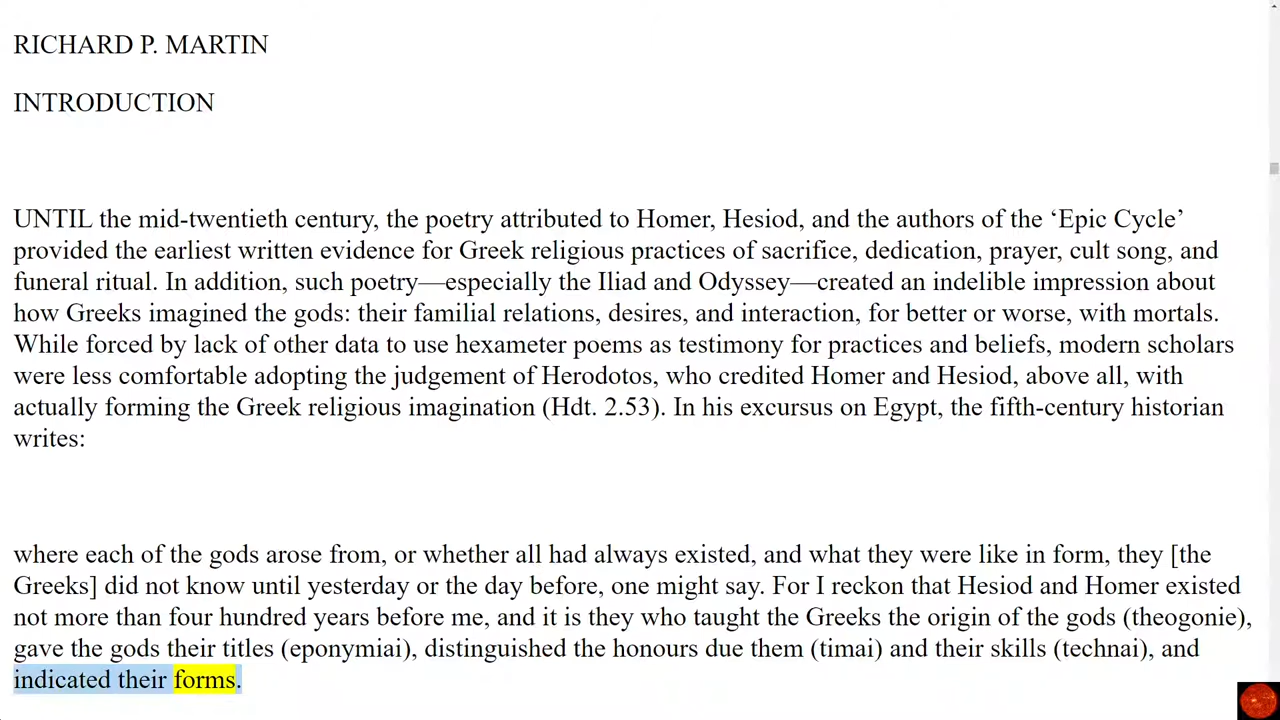 RICHARD P. MARTIN
INTRODUCTION
UNTIL the mid-twentieth century, the poetry attributed to Homer, Hesiod, and the authors of the ‘Epic Cycle’
provided the earliest written evidence for Greek religious practices of sacrifice, dedication, prayer, cult song, and
funeral ritual. In addition, such poetry—especially the Iliad and Odyssey—created an indelible impression about
how Greeks imagined the gods: their familial relations, desires, and interaction, for better or worse, with mortals.
While forced by lack of other data to use hexameter poems as testimony for practices and beliefs, modern scholars
were less comfortable adopting the judgement of Herodotos, who credited Homer and Hesiod, above all, with
actually forming the Greek religious imagination (Hdt. 2.53). In his excursus on Egypt, the fifth-century historian
writes:
where each of the gods arose from, or whether all had always existed, and what they were like in form, they [the
Greeks] did not know until yesterday or the day before, one might say. For I reckon that Hesiod and Homer existed
not more than four hundred years before me, and it is they who taught the Greeks the origin of the gods (theogonie),
gave the gods their titles (eponymiai), distinguished the honours due them (timai) and their skills (technai), and
indicated their forms.